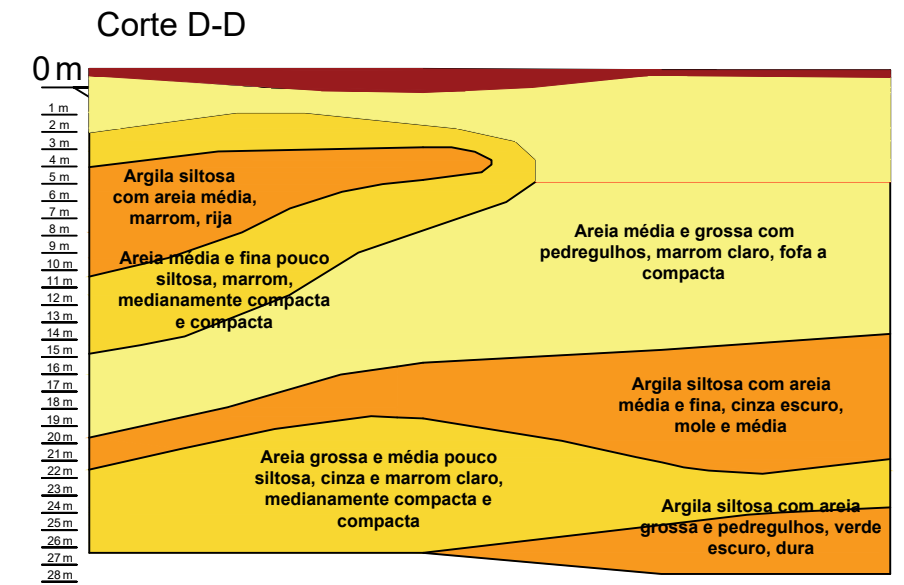 Corte D-D
0 m
1 m
2 m
3 m
4 m
5 m
6 m
7 m
8 m
9 m
10 m
11 m
12 m
13 m
14 m
15 m
16 m
17 m
18 m
19 m
20 m
21 m
22 m
23 m
24 m
25 m
26 m
27 m
28 m
Argila siltosa
com areia média,
marrom, rija
Areia média e fina pouco
siltosa, marrom,
medianamente compacta
e compacta
Areia média e grossa com
pedregulhos, marrom claro, fofa a
compacta
Argila siltosa com areia
média e fina, cinza escuro,
mole e média
Areia grossa e média pouco
siltosa, cinza e marrom claro,
medianamente compacta e
compacta
Argila siltosa com areia
grossa e pedregulhos, verde
escuro, dura